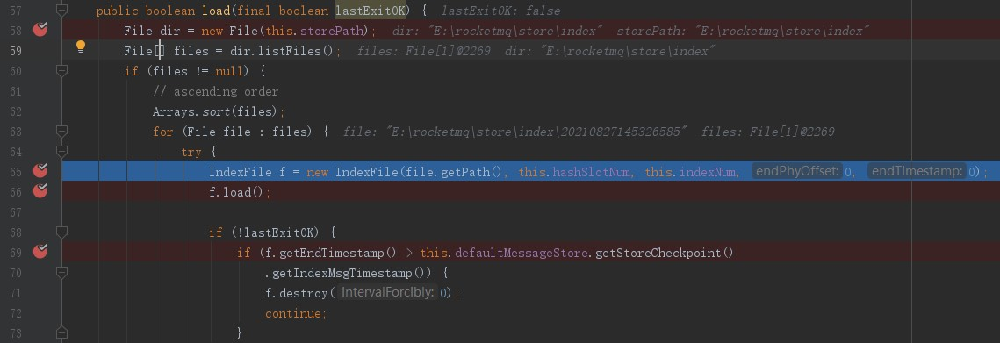 57 public boolean load(final boolean lastExitOK) { lastExitOK: false
58 File dir = new File(this.storePath); dir: "E:\rocketmq\store\index" storePath: "E:\rocketmq\store\index"
59 File[] files = dir.listFiles(); files: File[1]@2269 dir: "E:\rocketmq\store\index"
60 if (files != null) {
61 // ascending order
62 Arrays.sort(files);
63 for (File file : files) { file: "E:\rocketmq\store\index\20210827145326585" files: File[1]@2269
64 try {
65 IndexFile f = new IndexFile(file.getPath(), this.hashSlotNum, this.indexNum, endPhyOffset: 0, endTimestamp: 0);
66 f.load();
67
68 if (!lastExitOK) {
69 if (f.getEndTimestamp() > this.defaultMessageStore.getStoreCheckpoint()
70 .getIndexMsgTimestamp()) {
71 f.destroy(intervalForcibly: 0);
72 continue;
73 }